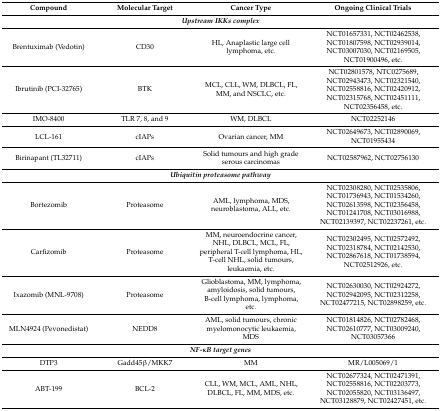 Compound Molecular Target Cancer Type Ongoing Clinical Trials
Upstream IKKs complex
Brentuximab (Vedotin) CD30 HL, Anaplastic large cell lymphoma, etc. NCT01657331, NCT02462538, NCT01807598, NCT02939014, NCT03007030, NCT02169505, NCT01900496, etc.
Ibrutinib (PCI-32765) BTK MCL, CLL, WM, DLBCL, FL, MM, and NSCLC, etc. NCT02801578, NTC0275689, NCT02943473, NCT02321540, NCT02558816, NCT02420912, NCT02315768, NCT02451111, NCT02356458, etc.
IMO-8400 TLR 7, 8, and 9 WM, DLBCL NCT02252146
LCL-161 cIAPs Ovarian cancer, MM NCT02649673, NCT02890069, NCT01955434
Birinapant (TL32711) cIAPs Solid tumours and high grade serous carcinomas NCT02587962, NCT02756130
Ubiquitin proteasome pathway
Bortezomib Proteasome AML, lymphoma, MDS, neuroblastoma, ALL, etc. NCT02308280, NCT02535806, NCT01736943, NCT01534260, NCT02613598, NCT02356458, NCT01241708, NCT03016988, NCT02139397, NCT02237261, etc.
Carfizomib Proteasome MM, neuroendocrine cancer, NHL, DLBCL, MCL, FL, peripheral T-cell lymphoma, HL, T-cell NHL, solid tumours, leukaemia, etc. NCT02302495, NCT02572492, NCT02318784, NCT02142530, NCT02867618, NCT01738594, NCT02512926, etc.
Ixazomib (MNL-9708) Proteasome Glioblastoma, MM, lymphoma, amyloidosis, solid tumours, B-cell lymphoma, lymphoma, etc. NCT02630030, NCT02924272, NCT02942095, NCT02312258, NCT02477215, NCT02898259, etc.
MLN4924 (Pevonedistat) NEDD8 AML, solid tumours, chronic myelomonocytic leukaemia, MDS NCT01814826, NCT02782468, NCT02610777, NCT03009240, NCT03057366
NF-κB target genes
DTP3 Gadd45β/MKK7 MM MR/L005069/1
ABT-199 BCL-2 CLL, WM, MCL, AML, NHL, DLBCL, FL, MM, MDS, etc. NCT02677324, NCT02471391, NCT02558816, NCT02203773, NCT02055820, NCT03136497, NCT03128879, NCT02427451, etc.